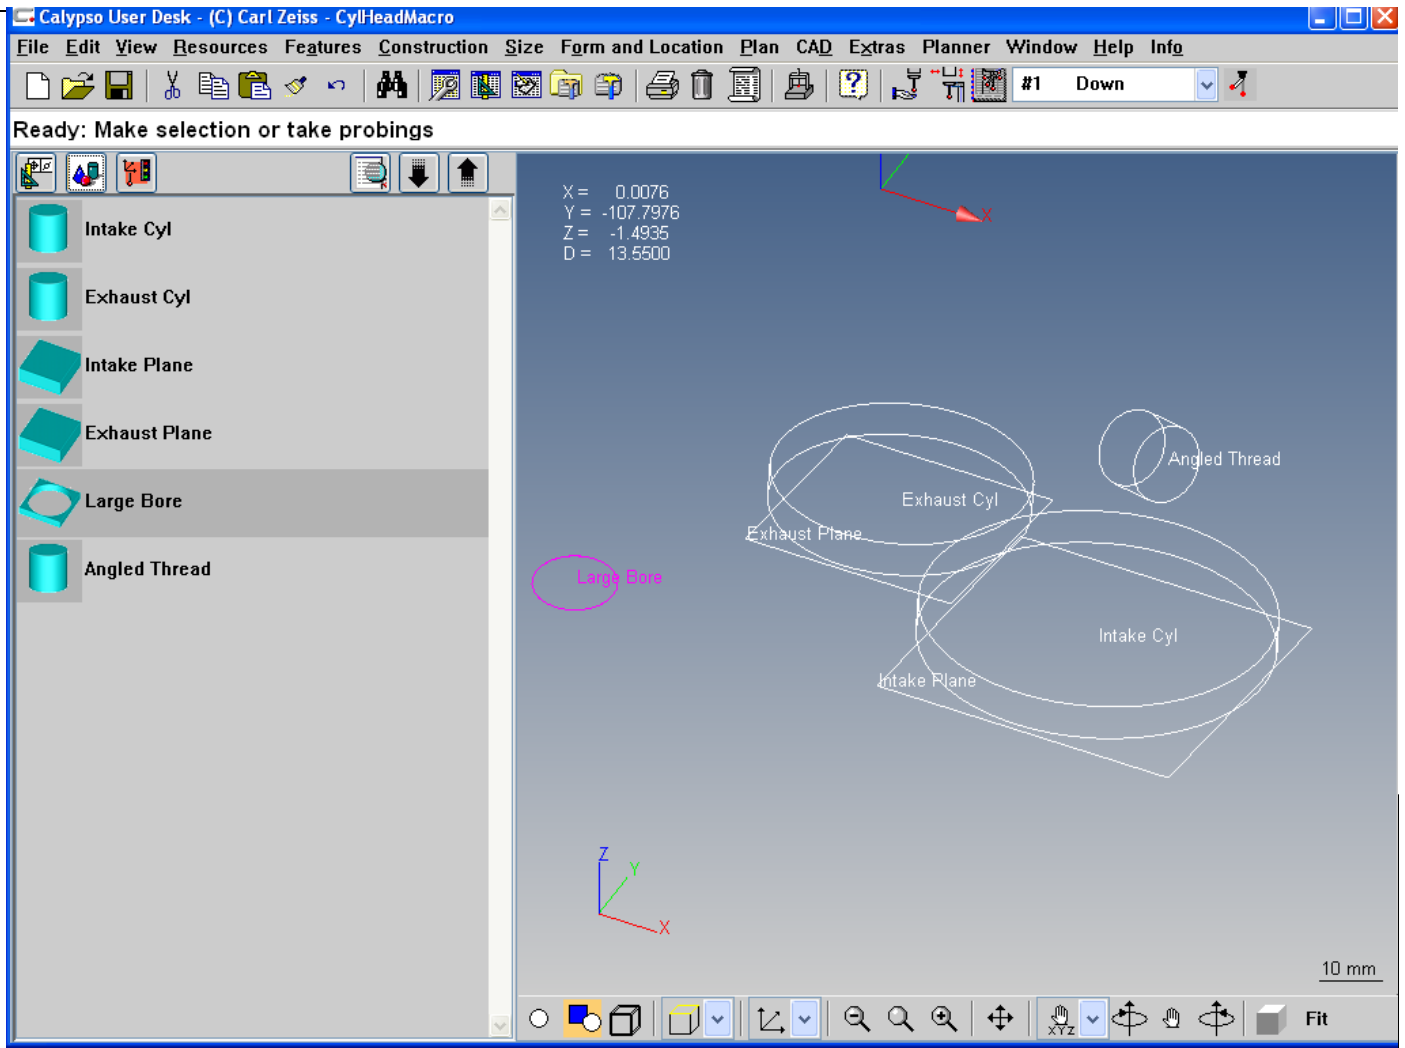 Calypso User Desk - (C) Carl Zeiss - CylHeadMacro
File Edit View Resources Features Construction Size Form and Location Plan CAD Extras Planner Window Help Info
#1 Down
Ready: Make selection or take probings
Intake Cyl
Exhaust Cyl
Intake Plane
Exhaust Plane
Large Bore
Angled Thread
X = 0.0076
Y = -107.7976
Z = -1.4935
D = 13.5500
X
Angled Thread
Exhaust Cyl
Exhaust Plane
Large Bore
Intake Cyl
Intake Plane
Z
Y
X
10 mm
XYZ
Fit